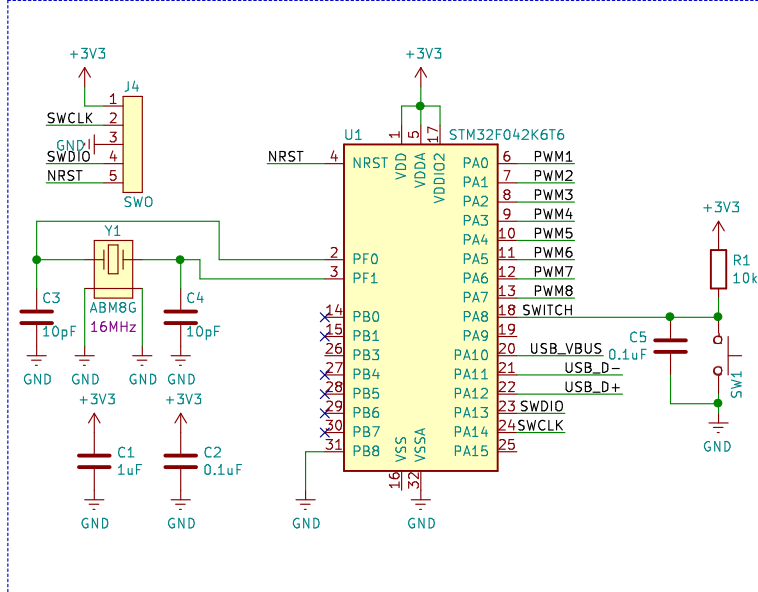 +3V3
J4
1
SWCLK 2
GND 3
SWDIO 4
NRST 5
SWO
+3V3
U1
STM32F042K6T6
1 5 17
VDD VDDA VDDIO2
NRST 4 NRST
2 PF0
3 PF1
14 PB0
15 PB1
26 PB3
27 PB4
28 PB5
29 PB6
30 PB7
31 PB8
PA0 6 PWM1
PA1 7 PWM2
PA2 8 PWM3
PA3 9 PWM4
PA4 10 PWM5
PA5 11 PWM6
PA6 12 PWM7
PA7 13 PWM8
PA8 18 SWITCH
PA9 19
PA10 20 USB_VBUS
PA11 21 USB_D-
PA12 22 USB_D+
PA13 23 SWDIO
PA14 24 SWCLK
PA15 25
VSS VSSA
16 32
GND
GND
Y1
ABM8G
16MHz
C3
10pF
C4
10pF
GND GND GND GND
+3V3
C1
1uF
GND
+3V3
C2
0.1uF
GND
+3V3
R1
10k
C5
0.1uF
SW1
GND